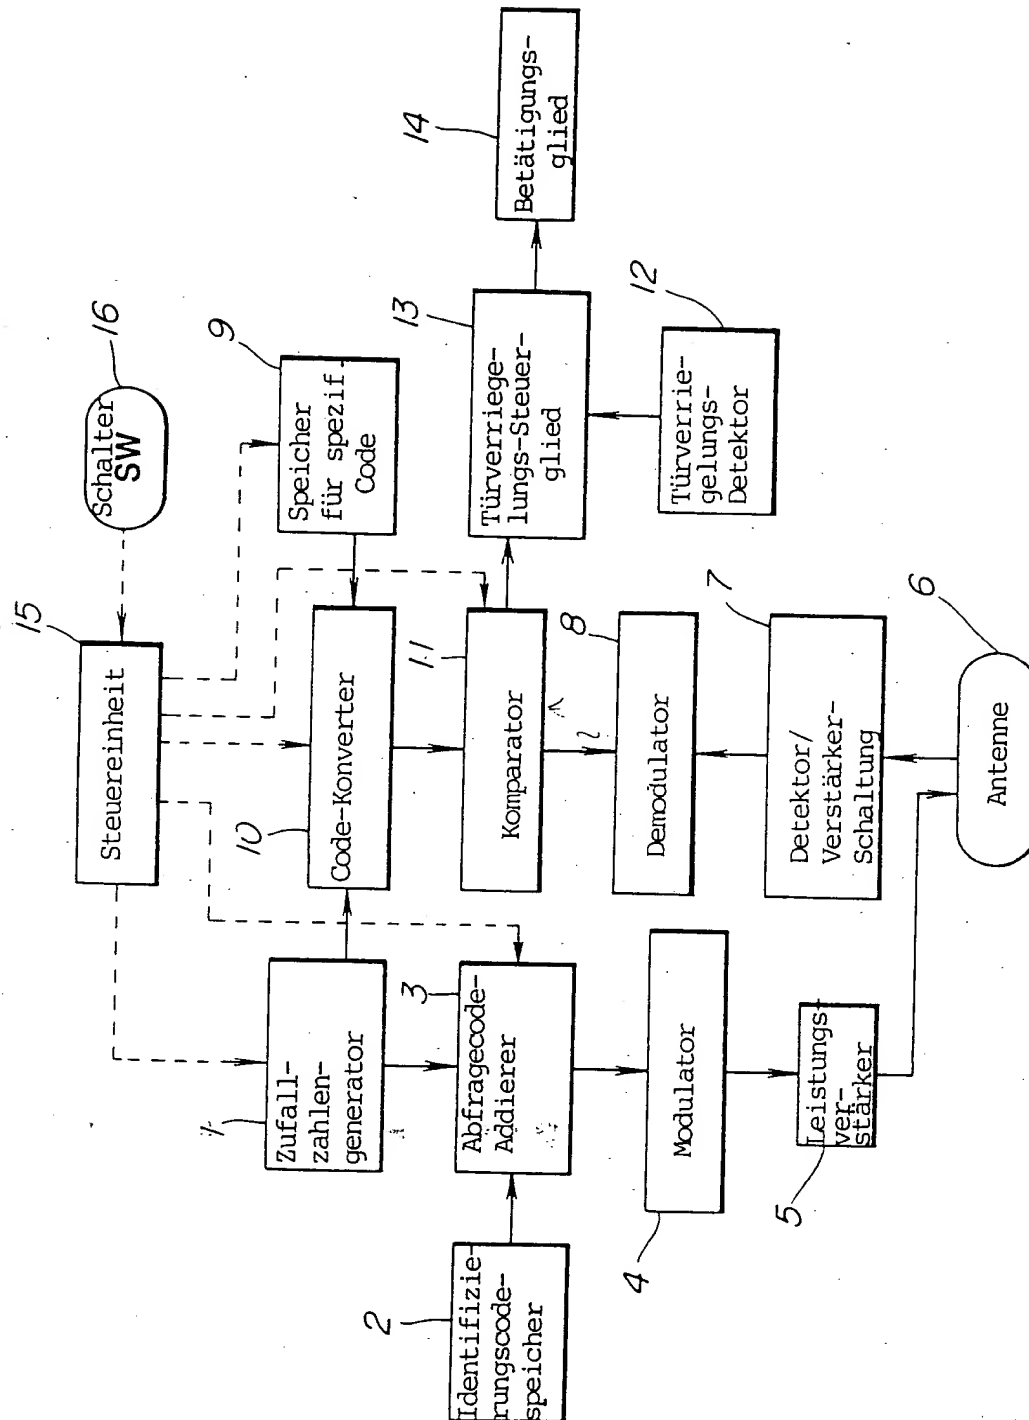 Schalter
SW
16
15
Steuereinheit
9
Speicher
für spezif.
Code
10
Code-Konverter
1
Zufall-
zahlen-
generator
2
Identifizie-
rungscode-
speicher
3
Abfragecode-
Addierer
11
Komparator
13
Türverriege-
lungs-Steuer-
glied
14
Betätigungs-
glied
12
Türverrie-
gelungs-
Detektor
4
Modulator
8
Demodulator
5
Leistungs-
ver-
stärker
7
Detektor/
Verstärker-
Schaltung
6
Antenne